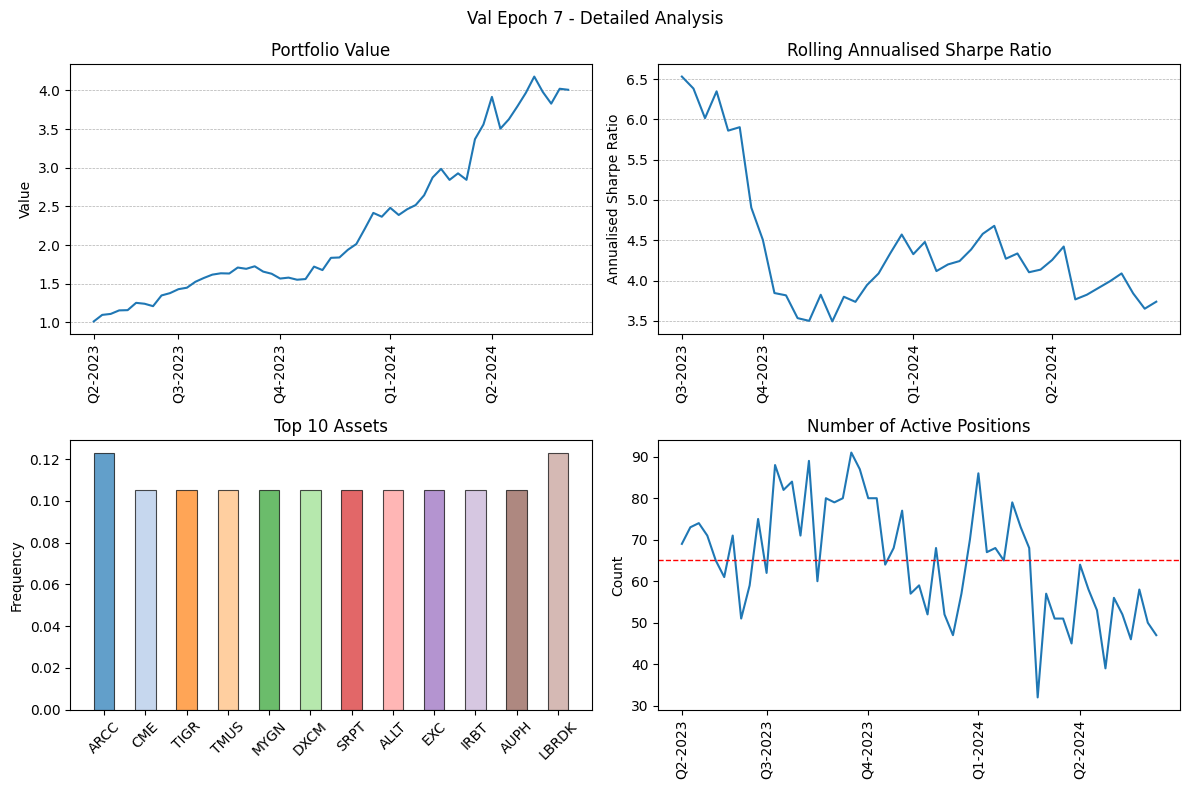 Val Epoch 7 - Detailed Analysis
Portfolio Value
Value
4.0
3.5
3.0
2.5
2.0
1.5
1.0
Q2-2023
Q3-2023
Q4-2023
Q1-2024
Q2-2024
Rolling Annualised Sharpe Ratio
Annualised Sharpe Ratio
6.5
6.0
5.5
5.0
4.5
4.0
3.5
Q3-2023
Q4-2023
Q1-2024
Q2-2024
Top 10 Assets
Frequency
0.12
0.10
0.08
0.06
0.04
0.02
0.00
ARCC
CME
TIGR
TMUS
MYGN
DXCM
SRPT
ALLT
EXC
IRBT
AUPH
LBRDK
Number of Active Positions
Count
90
80
70
60
50
40
30
Q2-2023
Q3-2023
Q4-2023
Q1-2024
Q2-2024